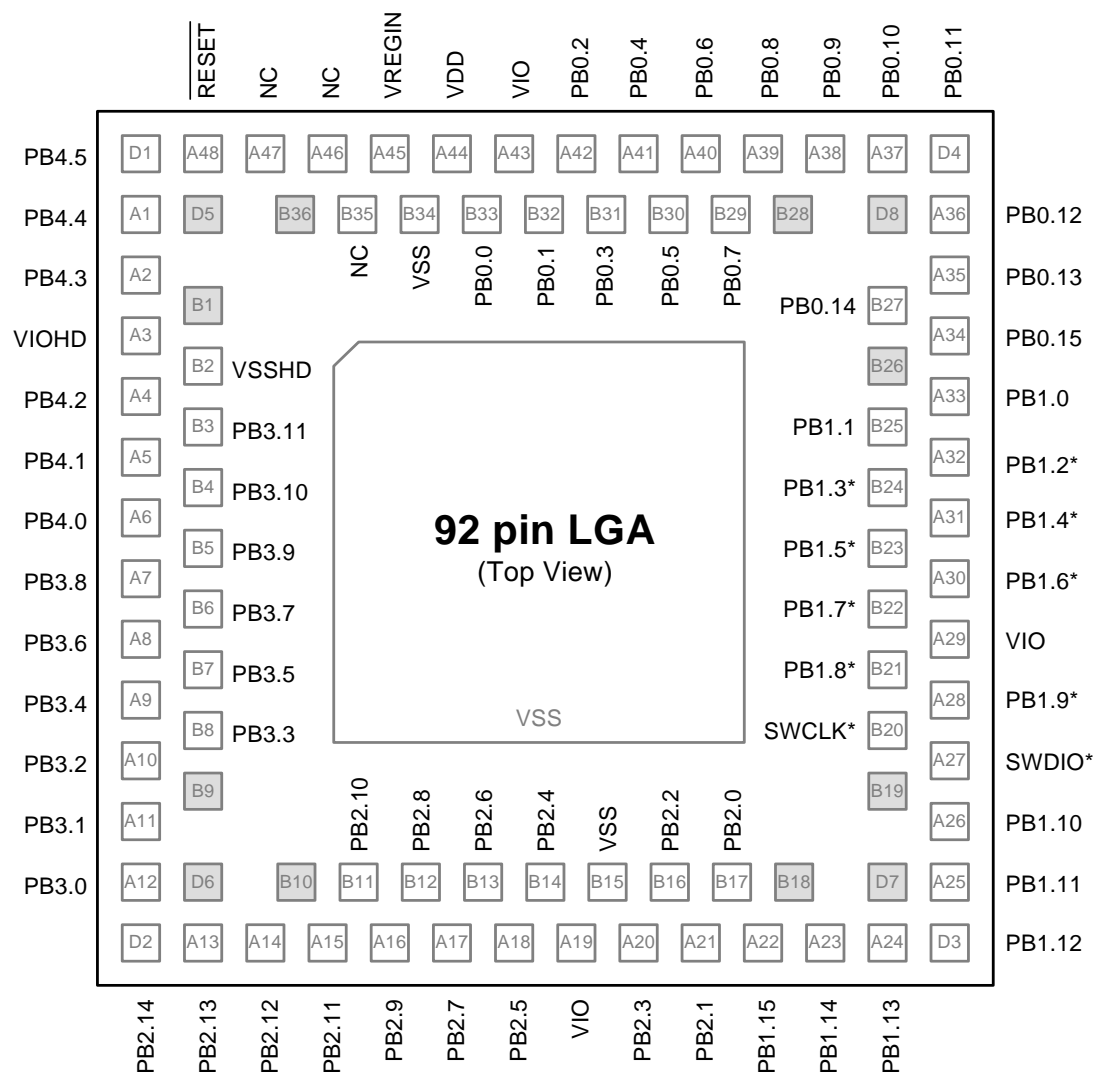 RESET NC NC VREGIN VDD VIO PB0.2 PB0.4 PB0.6 PB0.8 PB0.9 PB0.10 PB0.11
PB4.5 D1 A48 A47 A46 A45 A44 A43 A42 A41 A40 A39 A38 A37 D4
PB4.4 A1 D5 B36 B35 B34 B33 B32 B31 B30 B29 B28 D8 A36 PB0.12
NC VSS PB0.0 PB0.1 PB0.3 PB0.5 PB0.7
PB4.3 A2 A35 PB0.13
B1 PB0.14 B27
VIOHD A3 A34 PB0.15
B2 VSSHD B26
PB4.2 A4 A33 PB1.0
B3 PB3.11 PB1.1 B25
PB4.1 A5 A32 PB1.2*
B4 PB3.10 PB1.3* B24
PB4.0 A6 A31 PB1.4*
92 pin LGA
(Top View)
B5 PB3.9 PB1.5* B23
PB3.8 A7 A30 PB1.6*
B6 PB3.7 PB1.7* B22
PB3.6 A8 A29 VIO
B7 PB3.5 PB1.8* B21
PB3.4 A9 A28 PB1.9*
VSS
B8 PB3.3 SWCLK* B20
PB3.2 A10 A27 SWDIO*
B9 B19
PB3.1 A11 A26 PB1.10
PB2.10 PB2.8 PB2.6 PB2.4 VSS PB2.2 PB2.0
PB3.0 A12 D6 B10 B11 B12 B13 B14 B15 B16 B17 B18 D7 A25 PB1.11
D2 A13 A14 A15 A16 A17 A18 A19 A20 A21 A22 A23 A24 D3 PB1.12
PB2.14 PB2.13 PB2.12 PB2.11 PB2.9 PB2.7 PB2.5 VIO PB2.3 PB2.1 PB1.15 PB1.14 PB1.13